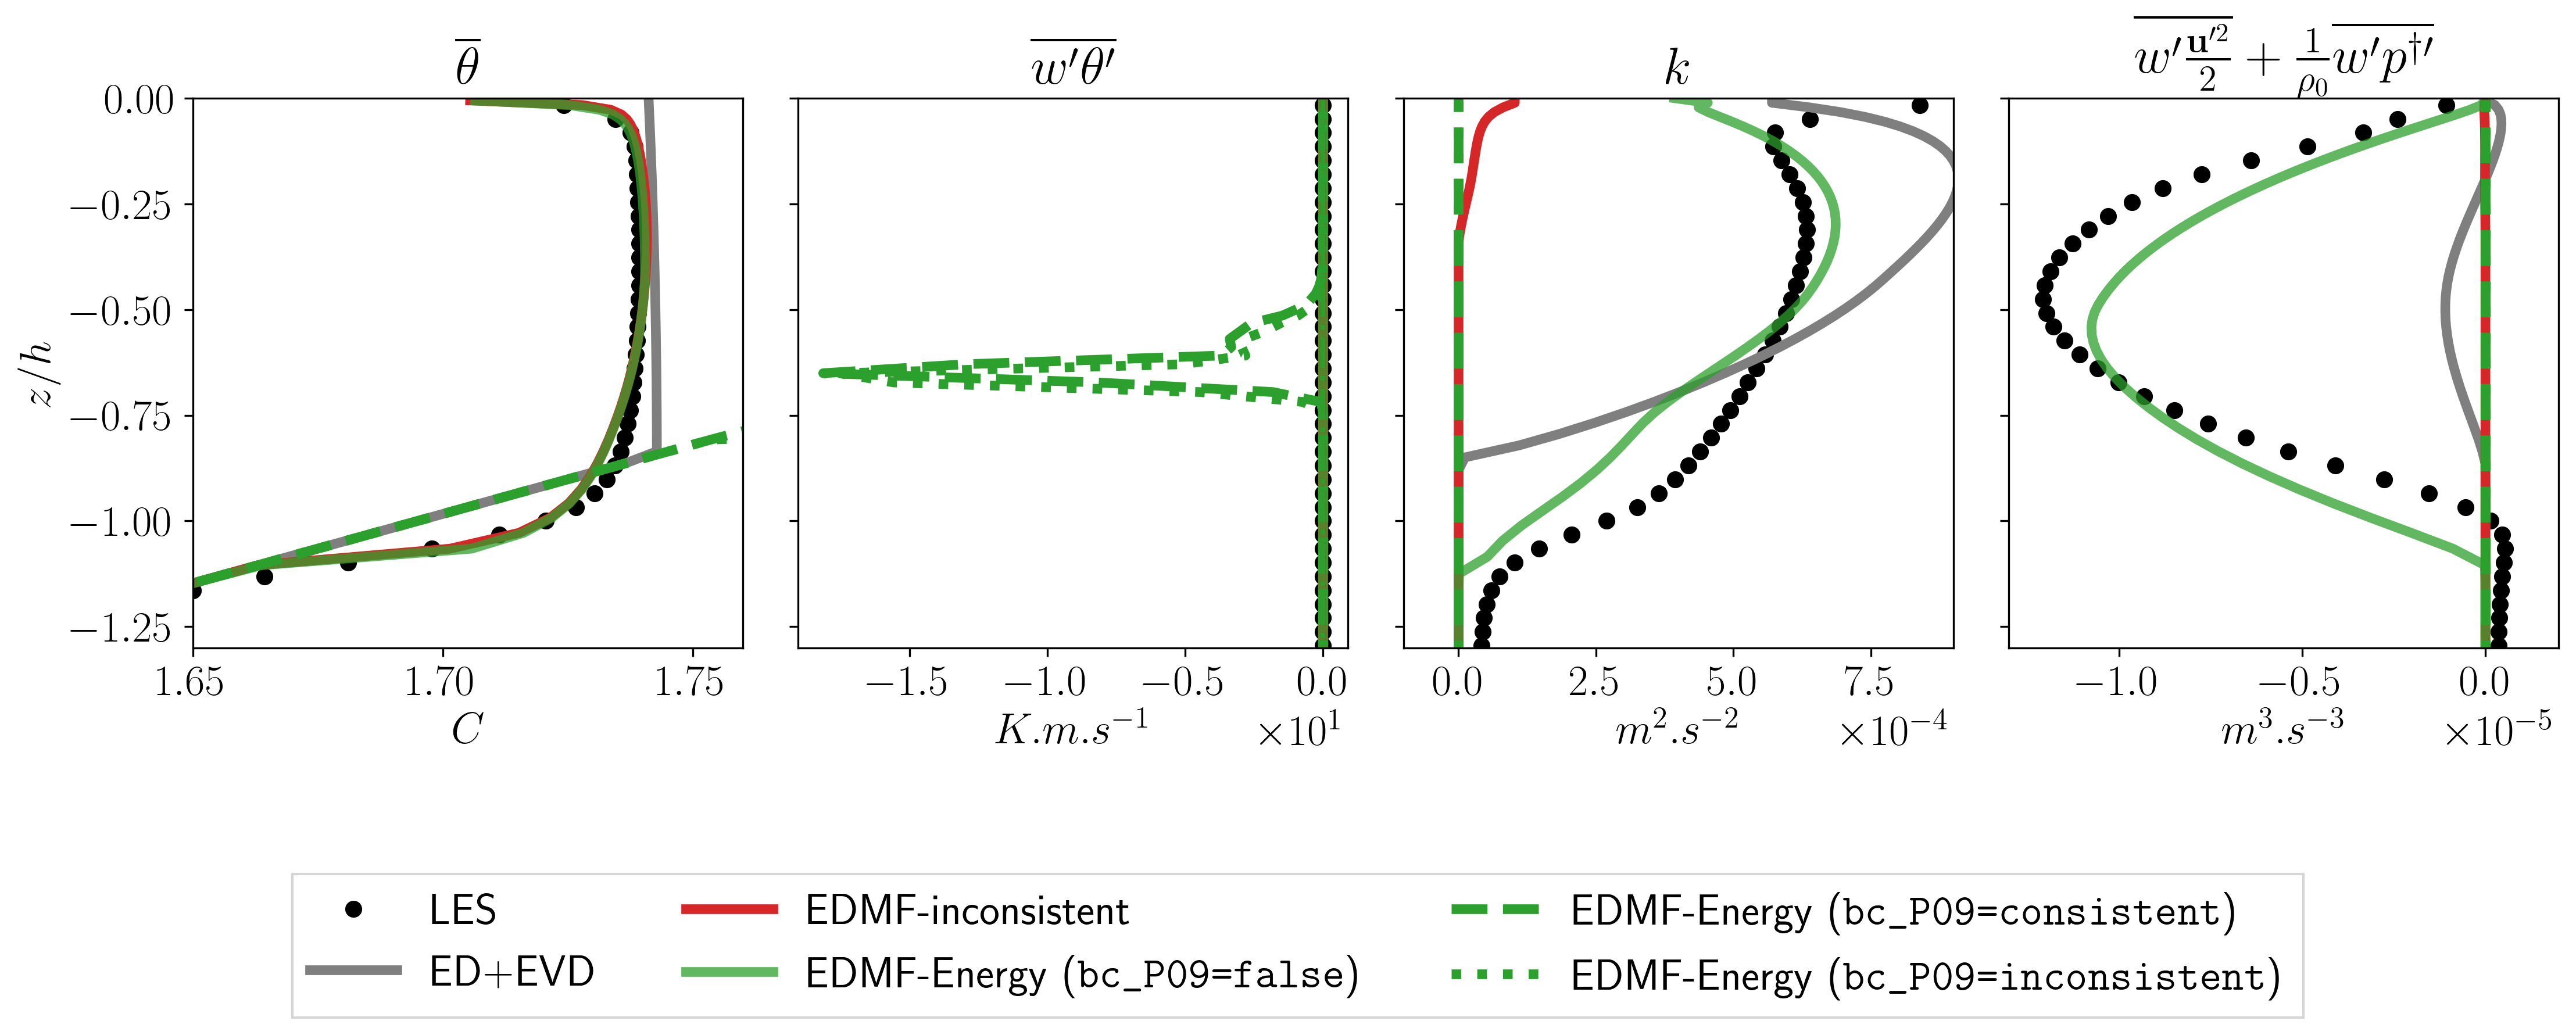 θ̅
w′θ′
k
w′u′²/2 + 1/ρ₀ w′p†′
0.00
−0.25
−0.50
−0.75
−1.00
−1.25
z/h
1.65 1.70 1.75
C
−1.5 −1.0 −0.5 0.0
K.m.s⁻¹ ×10¹
0.0 2.5 5.0 7.5
m².s⁻² ×10⁻⁴
−1.0 −0.5 0.0
m³.s⁻³ ×10⁻⁵
LES
ED+EVD
EDMF-inconsistent
EDMF-Energy (bc_P09=false)
EDMF-Energy (bc_P09=consistent)
EDMF-Energy (bc_P09=inconsistent)